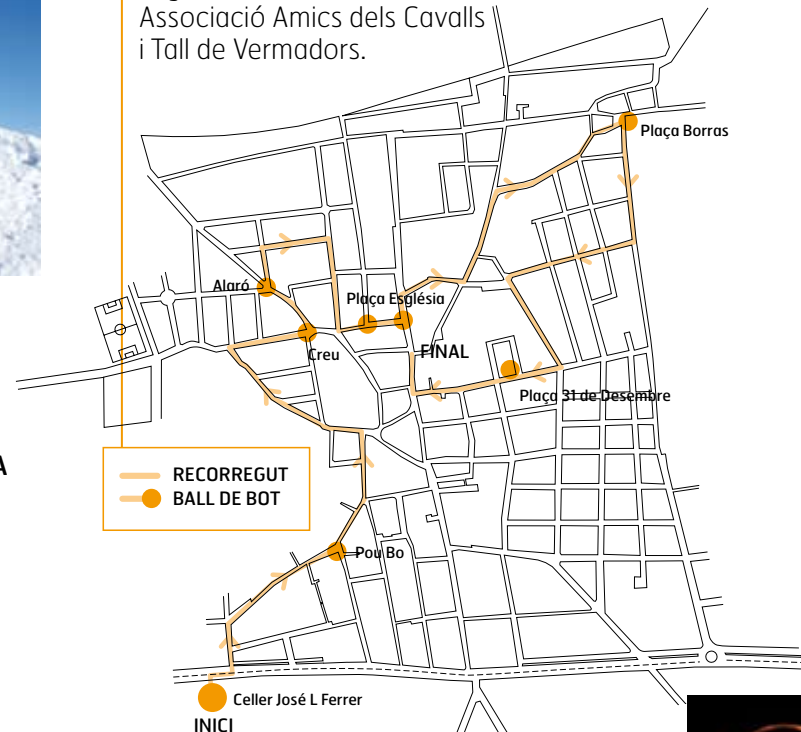 Associació Amics dels Cavalls
i Tall de Vermadors.
Plaça Borras
Alaró
Plaça Església
Creu
FINAL
Plaça 31 de Desembre
A
RECORREGUT
BALL DE BOT
Pou Bo
Celler José L Ferrer
INICI